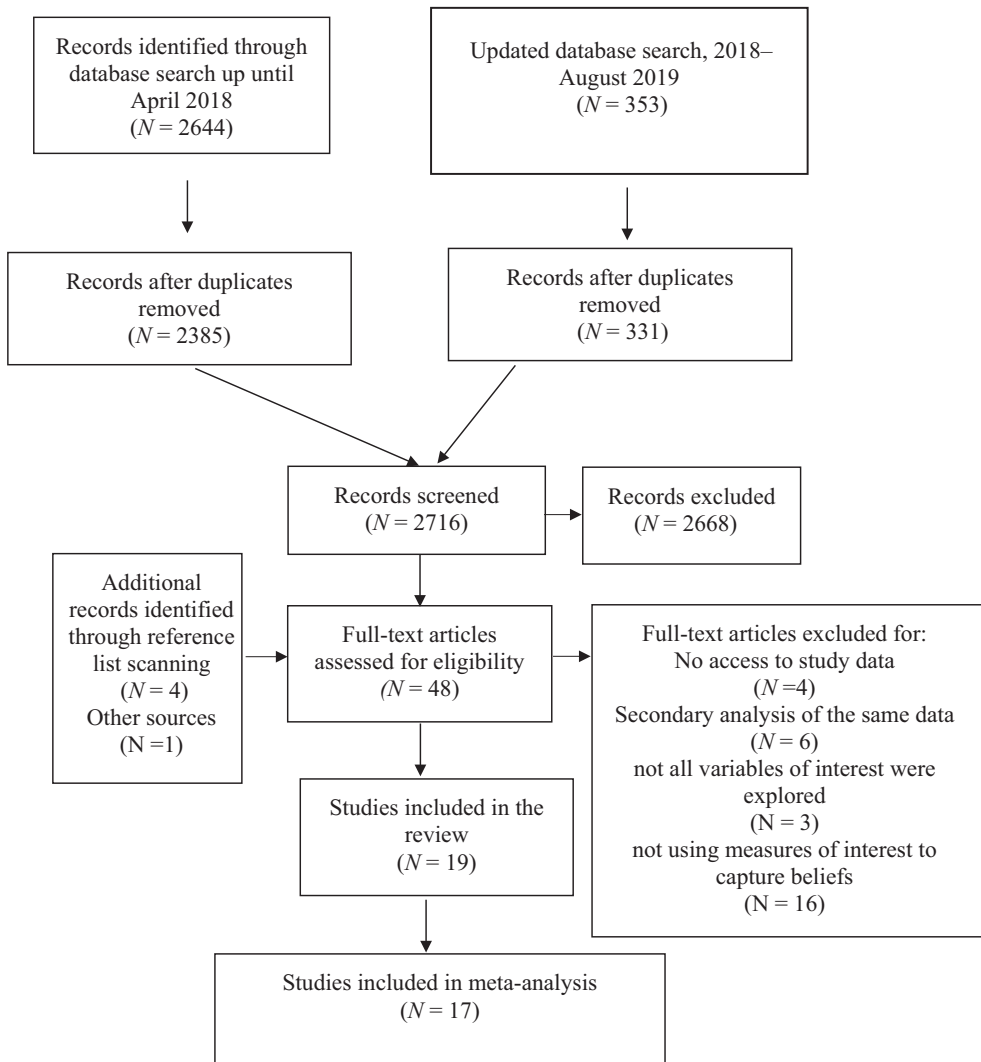 Records identified through
database search up until
April 2018
(N = 2644)
Updated database search, 2018–
August 2019
(N = 353)
Records after duplicates
removed
(N = 2385)
Records after duplicates
removed
(N = 331)
Records screened
(N = 2716)
Records excluded
(N = 2668)
Additional
records identified
through reference
list scanning
(N = 4)
Other sources
(N =1)
Full-text articles
assessed for eligibility
(N = 48)
Full-text articles excluded for:
No access to study data
(N =4)
Secondary analysis of the same data
(N = 6)
not all variables of interest were
explored
(N = 3)
not using measures of interest to
capture beliefs
(N = 16)
Studies included in the
review
(N = 19)
Studies included in meta-analysis
(N = 17)